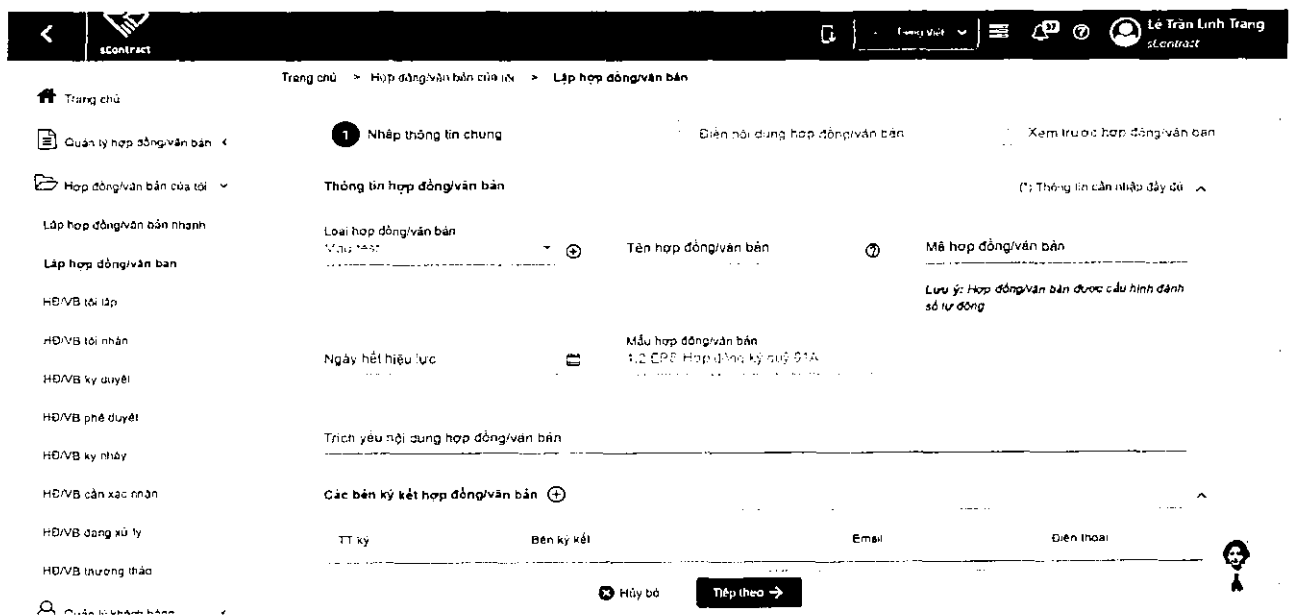 sContract
Tiếng Việt
37
Lê Trần Linh Trang
sContract
Trang chủ > Hợp đồng/văn bản của tôi > Lập hợp đồng/văn bản
Trang chủ
Quản lý hợp đồng/văn bản
Hợp đồng/văn bản của tôi
Lập hợp đồng/văn bản nhanh
Lập hợp đồng/văn bản
HĐ/VB tôi lập
HĐ/VB tôi nhận
HĐ/VB ký duyệt
HĐ/VB phê duyệt
HĐ/VB ký nháy
HĐ/VB cần xác nhận
HĐ/VB đang xử lý
HĐ/VB thương thảo
Quản lý khách hàng
1 Nhập thông tin chung
Điền nội dung hợp đồng/văn bản
Xem trước hợp đồng/văn bản
Thông tin hợp đồng/văn bản
(*) Thông tin cần nhập đầy đủ
Loại hợp đồng/văn bản
Mẫu test
Tên hợp đồng/văn bản
Mã hợp đồng/văn bản
Lưu ý: Hợp đồng/văn bản được cấu hình đánh
số tự động
Ngày hết hiệu lực
Mẫu hợp đồng/văn bản
Hợp đồng ký quỹ
Trích yếu nội dung hợp đồng/văn bản
Các bên ký kết hợp đồng/văn bản
TT ký
Bên ký kết
Email
Điện thoại
Hủy bỏ
Tiếp theo →